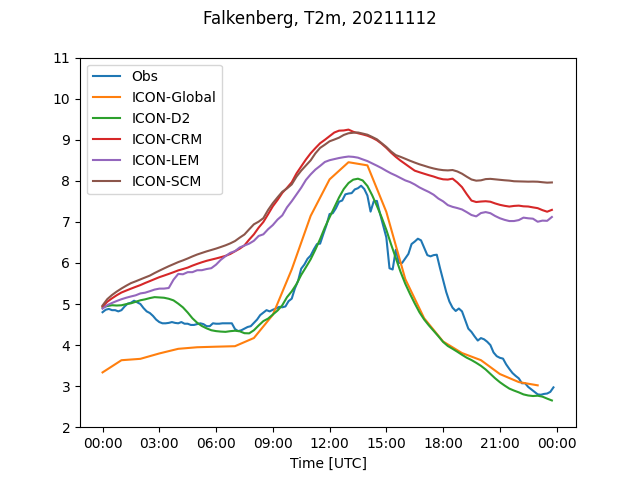 Falkenberg, T2m, 20211112
11
10
9
8
7
6
5
4
3
2
Obs
ICON-Global
ICON-D2
ICON-CRM
ICON-LEM
ICON-SCM
00:00 03:00 06:00 09:00 12:00 15:00 18:00 21:00 00:00
Time [UTC]